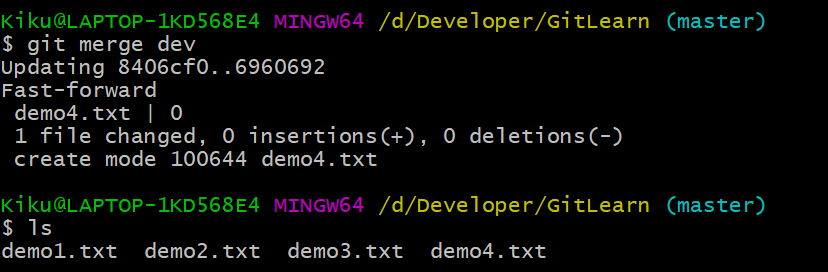 Kiku@LAPTOP-1KD568E4 MINGW64 /d/Developer/GitLearn (master)
$ git merge dev
Updating 8406cf0..6960692
Fast-forward
 demo4.txt | 0
 1 file changed, 0 insertions(+), 0 deletions(-)
 create mode 100644 demo4.txt

Kiku@LAPTOP-1KD568E4 MINGW64 /d/Developer/GitLearn (master)
$ ls
demo1.txt  demo2.txt  demo3.txt  demo4.txt